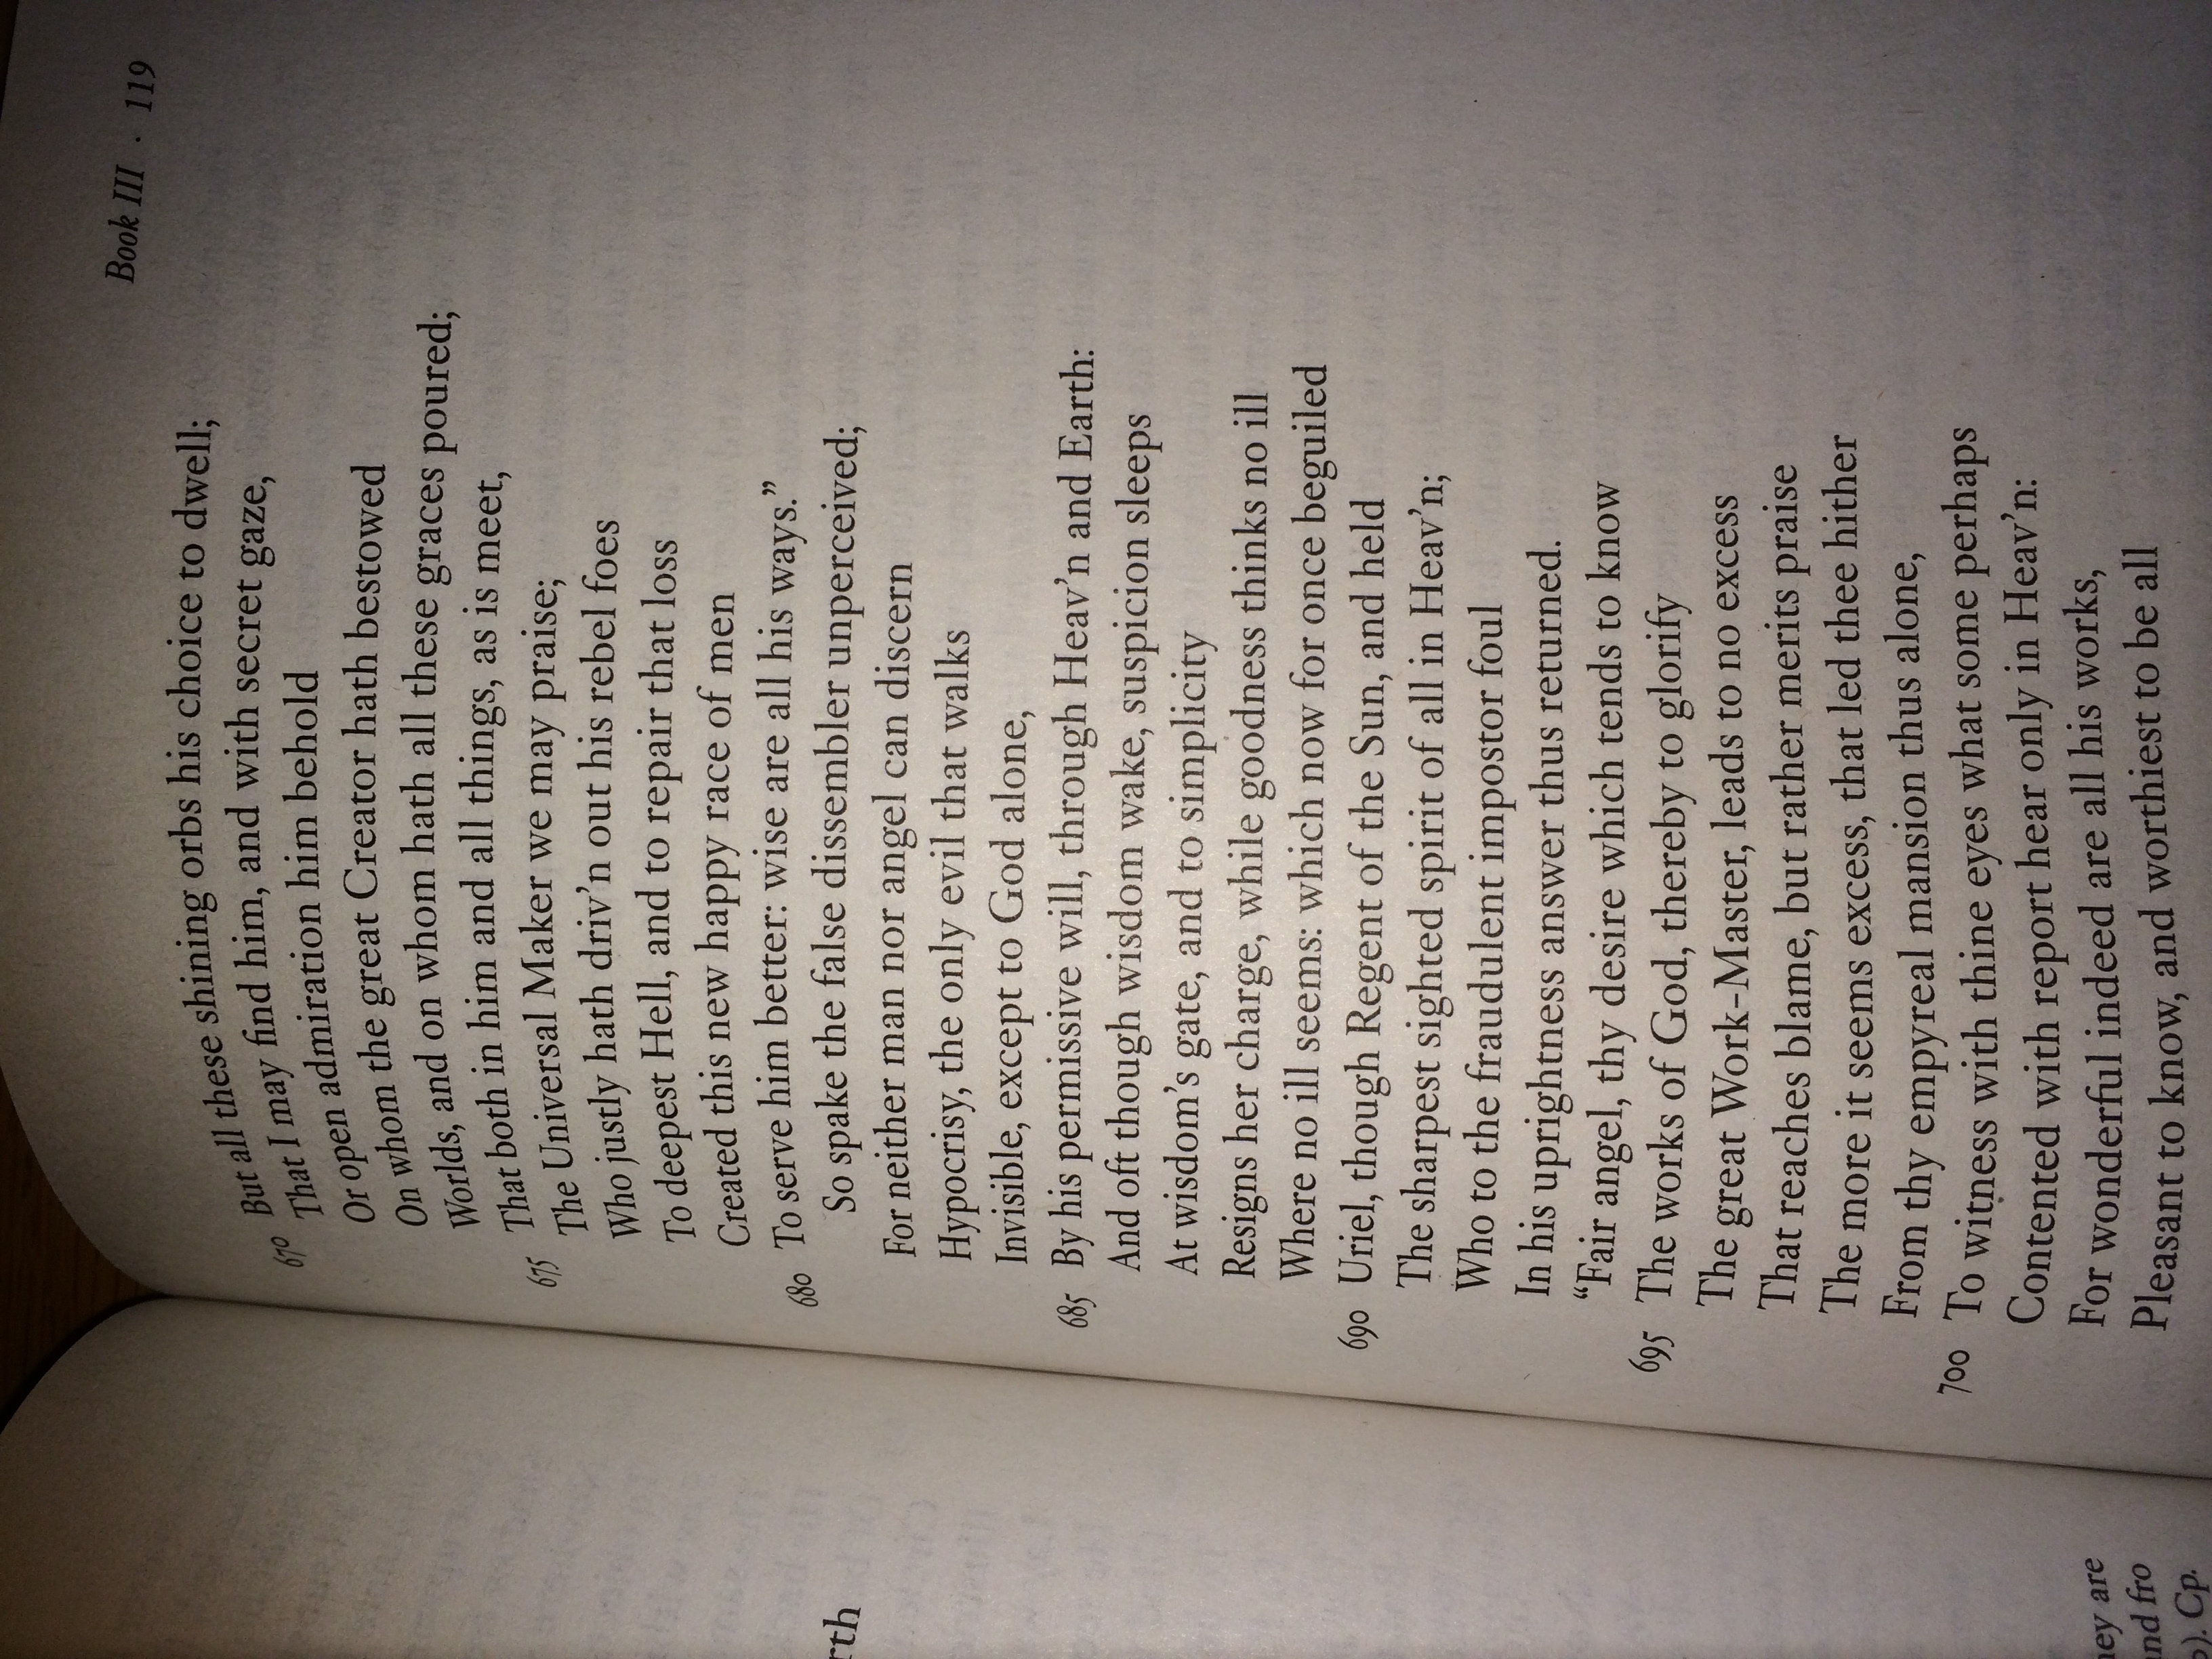 rth
hey are
and fro
). Cp.
Book III · 119
But all these shining orbs his choice to dwell;
670 That I may find him, and with secret gaze,
Or open admiration him behold
On whom the great Creator hath bestowed
Worlds, and on whom hath all these graces poured;
That both in him and all things, as is meet,
675 The Universal Maker we may praise;
Who justly hath driv’n out his rebel foes
To deepest Hell, and to repair that loss
Created this new happy race of men
680 To serve him better: wise are all his ways.”
So spake the false dissembler unperceived;
For neither man nor angel can discern
Hypocrisy, the only evil that walks
Invisible, except to God alone,
685 By his permissive will, through Heav’n and Earth:
And oft though wisdom wake, suspicion sleeps
At wisdom’s gate, and to simplicity
Resigns her charge, while goodness thinks no ill
Where no ill seems: which now for once beguiled
690 Uriel, though Regent of the Sun, and held
The sharpest sighted spirit of all in Heav’n;
Who to the fraudulent impostor foul
In his uprightness answer thus returned.
“Fair angel, thy desire which tends to know
695 The works of God, thereby to glorify
The great Work-Master, leads to no excess
That reaches blame, but rather merits praise
The more it seems excess, that led thee hither
From thy empyreal mansion thus alone,
700 To witness with thine eyes what some perhaps
Contented with report hear only in Heav’n:
For wonderful indeed are all his works,
Pleasant to know, and worthiest to be all